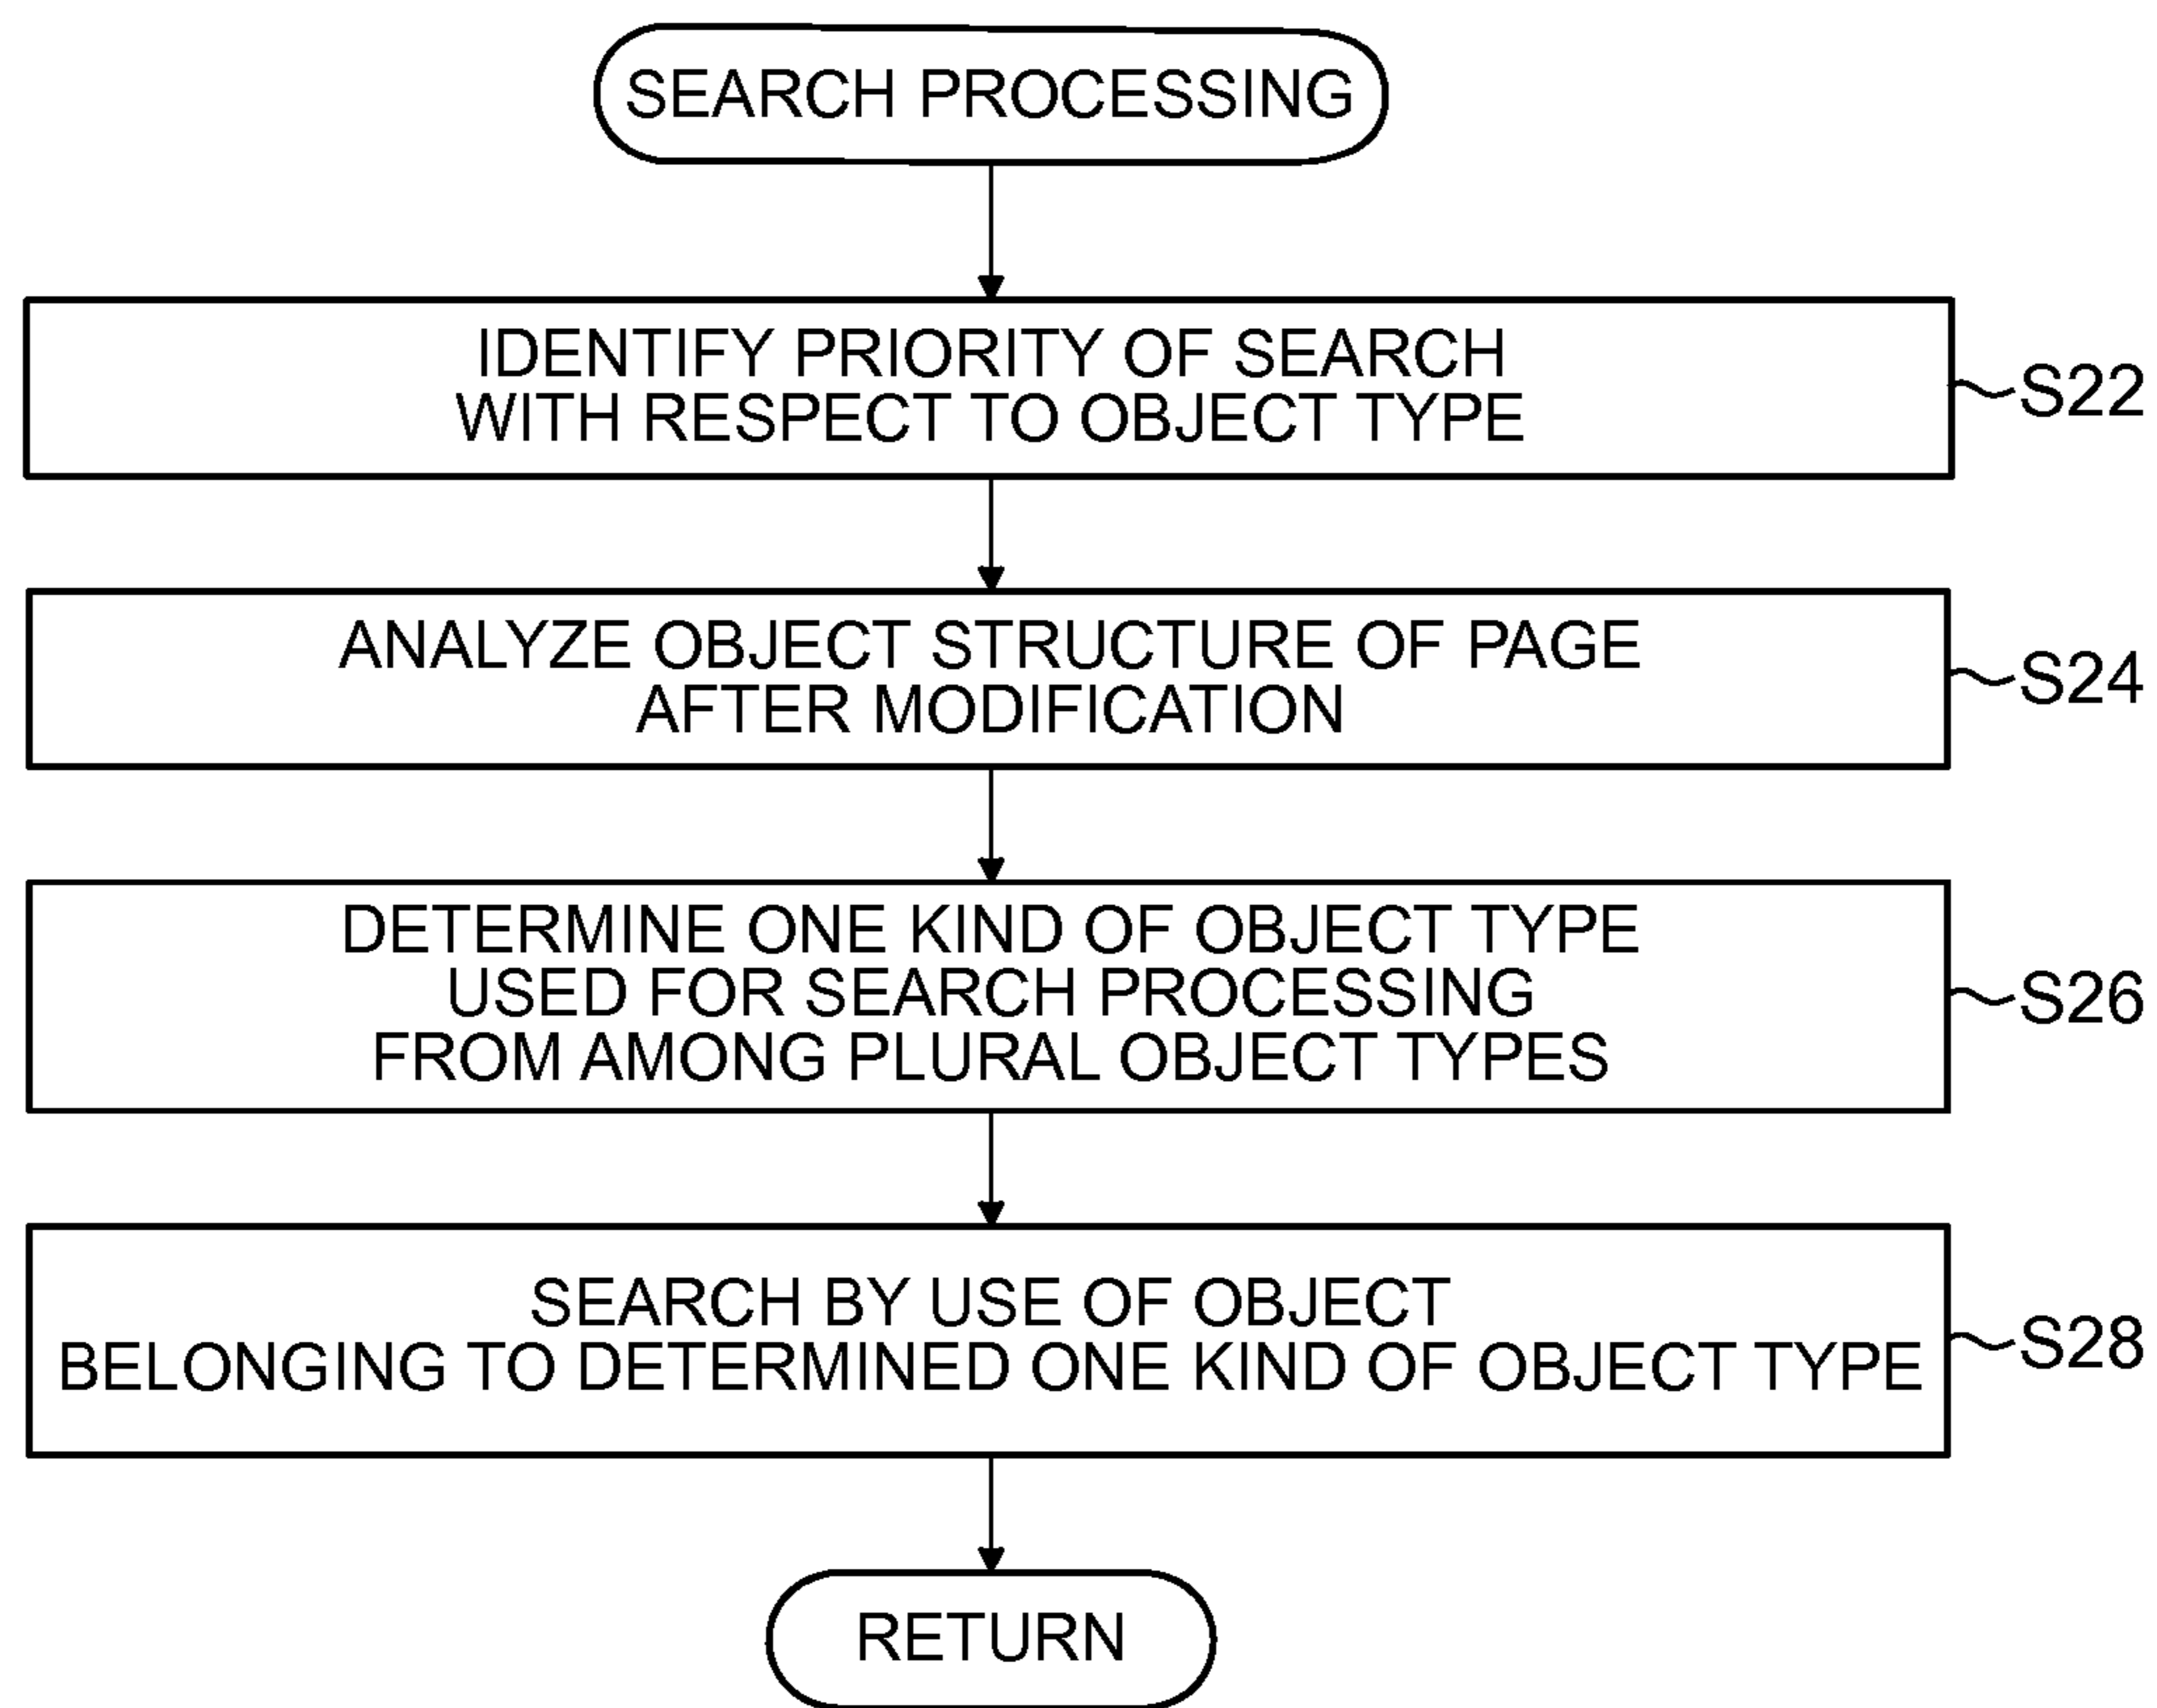 SEARCH PROCESSING
IDENTIFY PRIORITY OF SEARCH
WITH RESPECT TO OBJECT TYPE
S22
ANALYZE OBJECT STRUCTURE OF PAGE
AFTER MODIFICATION
S24
DETERMINE ONE KIND OF OBJECT TYPE
USED FOR SEARCH PROCESSING
FROM AMONG PLURAL OBJECT TYPES
S26
SEARCH BY USE OF OBJECT
BELONGING TO DETERMINED ONE KIND OF OBJECT TYPE
S28
RETURN